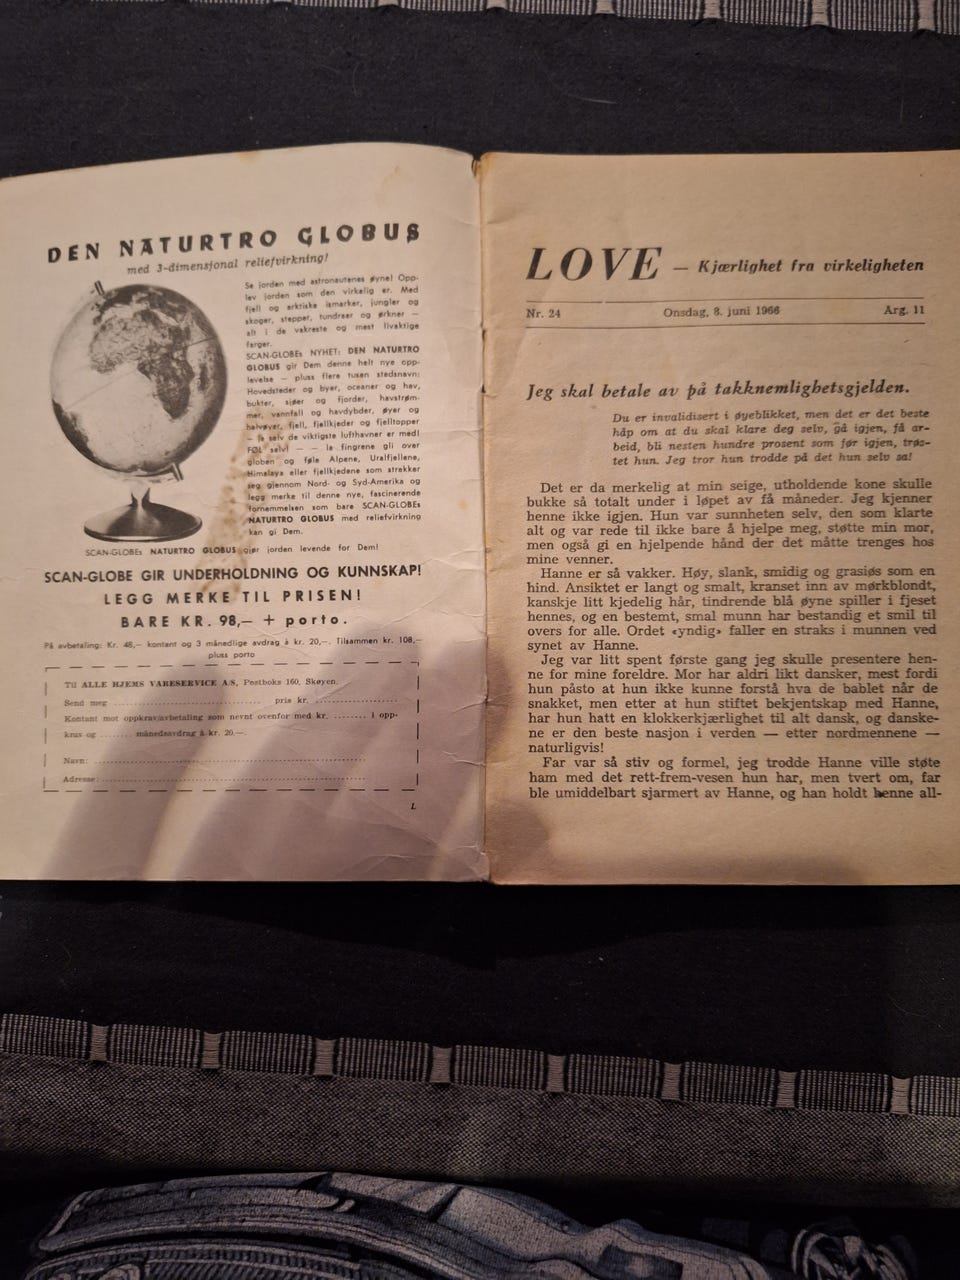 DEN NATURTRO GLOBUS
med 3-dimensjonal reliefvirkning!
Se jorden med astronautenes øyne! Opp-
lev jorden som den virkelig er. Med
fjell og arktiske ismarker, jungler og
skoger, stepper, tundraer og ørkner —
alt i de vakreste og mest livaktige
farger.
SCAN-GLOBEs NYHET: DEN NATURTRO
GLOBUS gir Dem denne helt nye opp-
levelse — pluss flere tusen stedsnavn:
Hovedsteder og byer, oceaner og hav,
bukter, sjøer og fjorder, havstrøm-
mer, vannfall og havdybder, øyer og
halvøyer, fjell, fjellkjeder og fjelltopper
— ja selv de viktigste lufthavner er med!
FØL selv! — — la fingrene gli over
globen og føle Alpene, Uralfjellene,
Himalaya eller fjellkjedene som strekker
seg gjennom Nord- og Syd-Amerika og
legg merke til denne nye, fascinerende
fornemmelsen som bare SCAN-GLOBEs
NATURTRO GLOBUS med reliefvirkning
kan gi Dem.
SCAN-GLOBEs NATURTRO GLOBUS gjør jorden levende for Dem!
SCAN-GLOBE GIR UNDERHOLDNING OG KUNNSKAP!
LEGG MERKE TIL PRISEN!
BARE KR. 98,— + porto.
På avbetaling: Kr. 48,— kontant og 3 månedlige avdrag à kr. 20,—. Tilsammen kr. 108,—
pluss porto
Til ALLE HJEMS VARESERVICE A/S, Postboks 160, Skøyen.
Send meg .......... pris kr. ..........
Kontant mot oppkrav/avbetaling som nevnt ovenfor med kr. ........ i opp-
krav og ........ månedsavdrag à kr. 20.—.
Navn: ..........
Adresse: ..........
L
LOVE — Kjærlighet fra virkeligheten
Nr. 24 Onsdag, 8. juni 1966 Årg. 11
Jeg skal betale av på takknemlighetsgjelden.
Du er invalidisert i øyeblikket, men det er det beste
håp om at du skal klare deg selv, gå igjen, få ar-
beid, bli nesten hundre prosent som før igjen, trøs-
tet hun. Jeg tror hun trodde på det hun selv sa!
Det er da merkelig at min seige, utholdende kone skulle
bukke så totalt under i løpet av få måneder. Jeg kjenner
henne ikke igjen. Hun var sunnheten selv, den som klarte
alt og var rede til ikke bare å hjelpe meg, støtte min mor,
men også gi en hjelpende hånd der det måtte trenges hos
mine venner.
Hanne er så vakker. Høy, slank, smidig og grasiøs som en
hind. Ansiktet er langt og smalt, kranset inn av mørkblondt,
kanskje litt kjedelig hår, tindrende blå øyne spiller i fjeset
hennes, og en bestemt, smal munn har bestandig et smil til
overs for alle. Ordet «yndig» faller en straks i munnen ved
synet av Hanne.
Jeg var litt spent første gang jeg skulle presentere hen-
ne for mine foreldre. Mor har aldri likt dansker, mest fordi
hun påsto at hun ikke kunne forstå hva de bablet når de
snakket, men etter at hun stiftet bekjentskap med Hanne,
har hun hatt en klokkerkjærlighet til alt dansk, og danske-
ne er den beste nasjon i verden — etter nordmennene —
naturligvis!
Far var så stiv og formel, jeg trodde Hanne ville støte
ham med det rett-frem-vesen hun har, men tvert om, far
ble umiddelbart sjarmert av Hanne, og han holdt henne all-